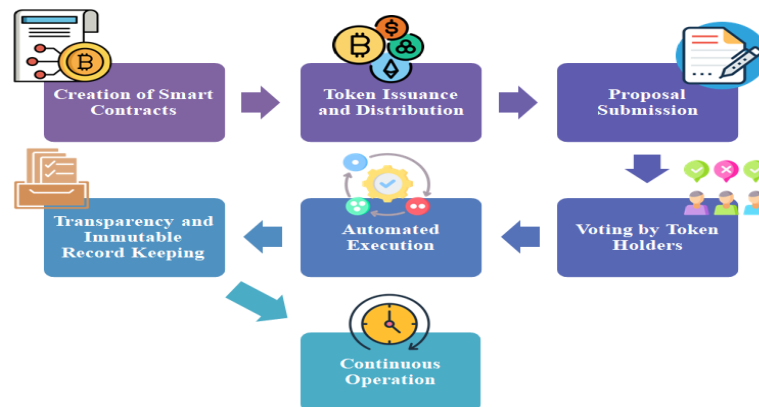 Creation of Smart
Contracts
Token Issuance
and Distribution
Proposal
Submission
Voting by Token
Holders
Automated
Execution
Transparency and
Immutable
Record Keeping
Continuous
Operation